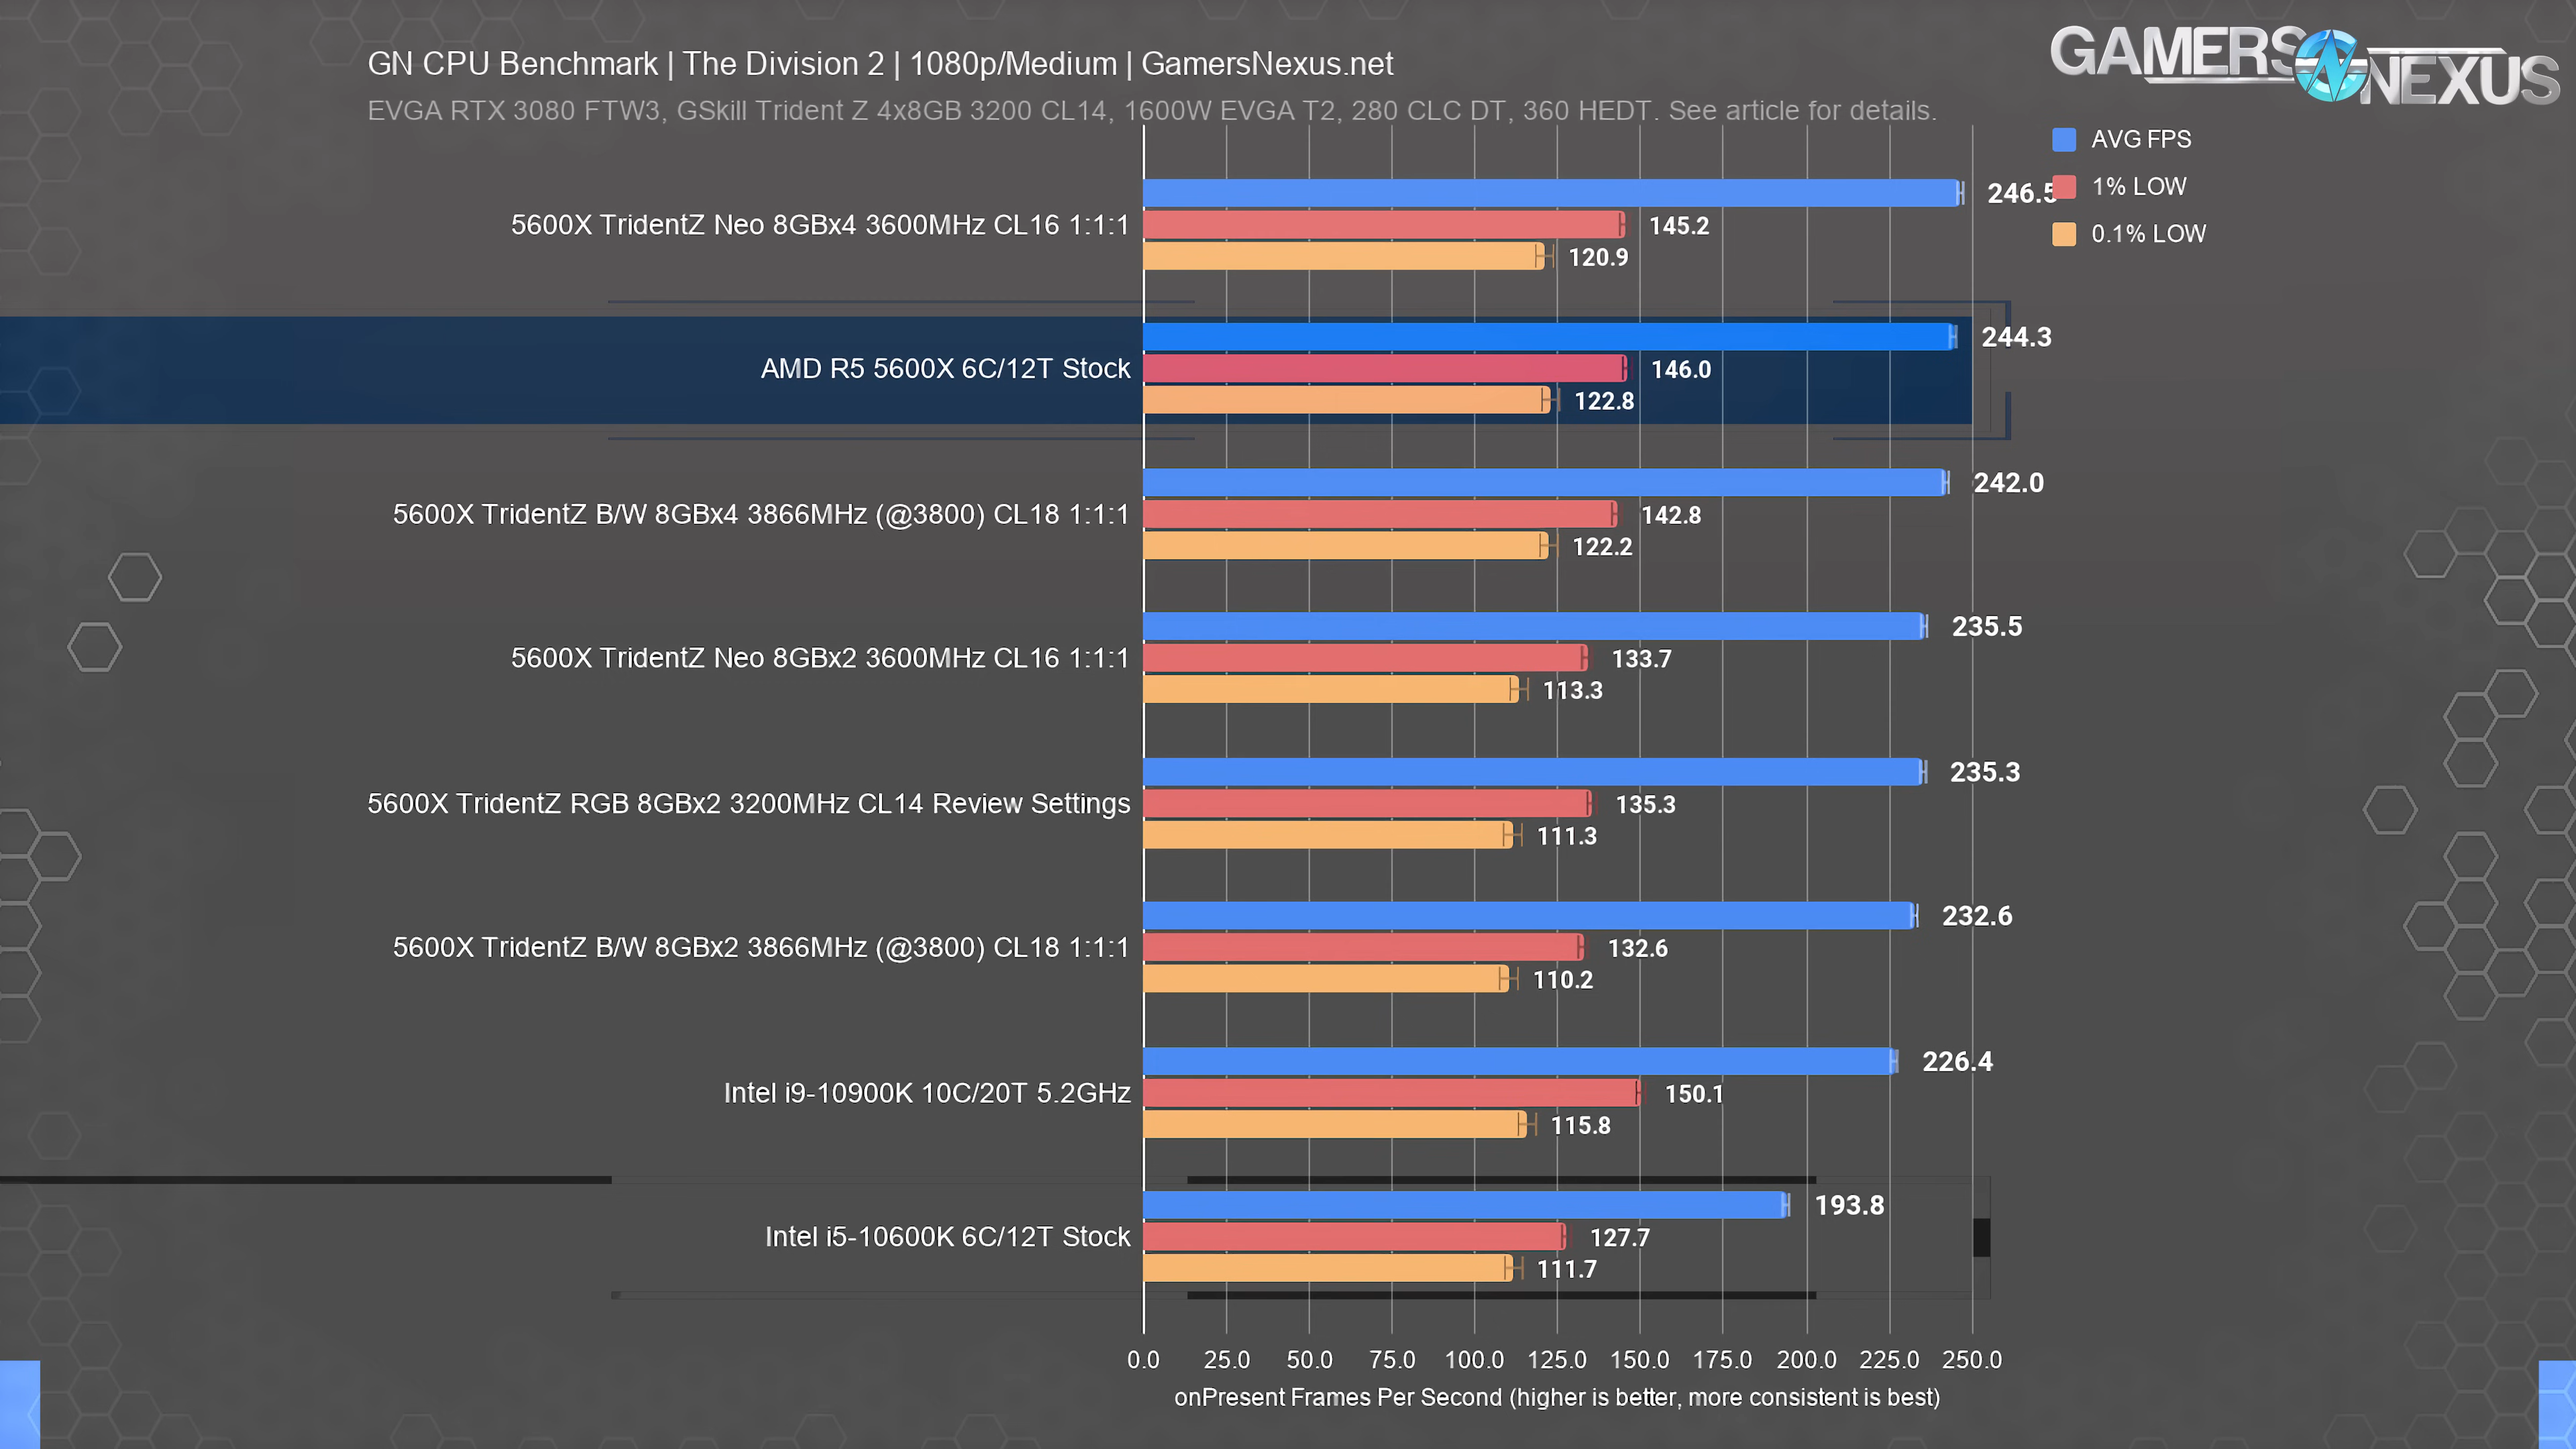 GN CPU Benchmark | The Division 2 | 1080p/Medium | GamersNexus.net
EVGA RTX 3080 FTW3, GSkill Trident Z 4x8GB 3200 CL14, 1600W EVGA T2, 280 CLC DT, 360 HEDT. See article for details.
GAMERS NEXUS
AVG FPS
1% LOW
0.1% LOW
5600X TridentZ Neo 8GBx4 3600MHz CL16 1:1:1
246.5
145.2
120.9
AMD R5 5600X 6C/12T Stock
244.3
146.0
122.8
5600X TridentZ B/W 8GBx4 3866MHz (@3800) CL18 1:1:1
242.0
142.8
122.2
5600X TridentZ Neo 8GBx2 3600MHz CL16 1:1:1
235.5
133.7
113.3
5600X TridentZ RGB 8GBx2 3200MHz CL14 Review Settings
235.3
135.3
111.3
5600X TridentZ B/W 8GBx2 3866MHz (@3800) CL18 1:1:1
232.6
132.6
110.2
Intel i9-10900K 10C/20T 5.2GHz
226.4
150.1
115.8
Intel i5-10600K 6C/12T Stock
193.8
127.7
111.7
0.0 25.0 50.0 75.0 100.0 125.0 150.0 175.0 200.0 225.0 250.0
onPresent Frames Per Second (higher is better, more consistent is best)